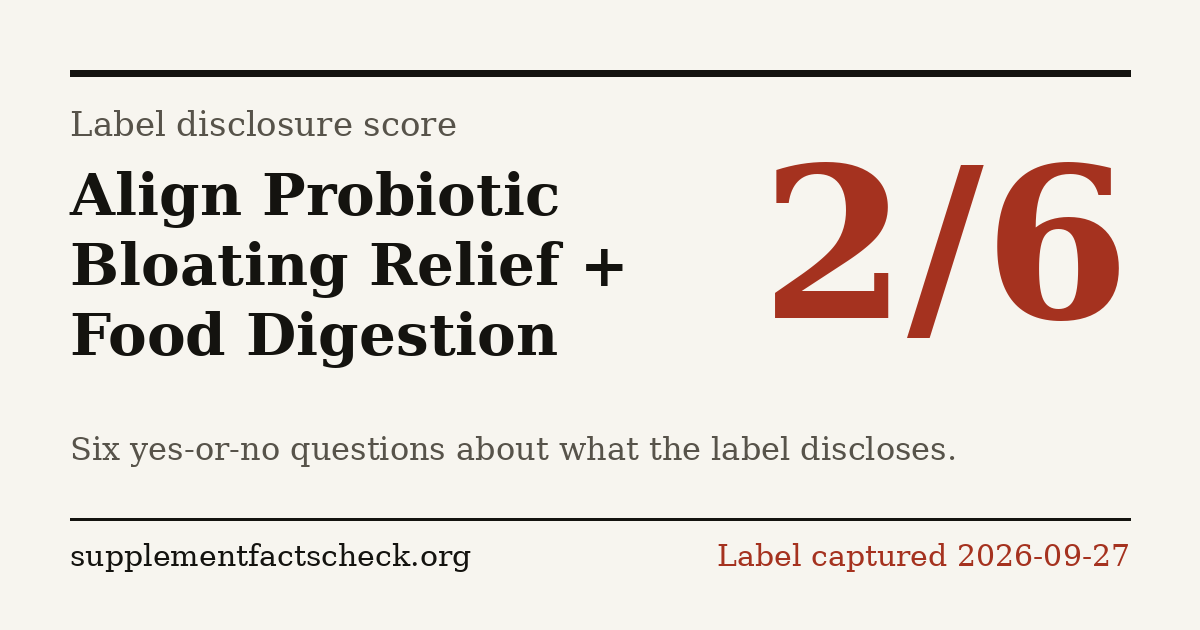 Label disclosure score
Align Probiotic
Bloating Relief +
Food Digestion
2/6
Six yes-or-no questions about what the label discloses.
supplementfactscheck.org
Label captured 2026-09-27